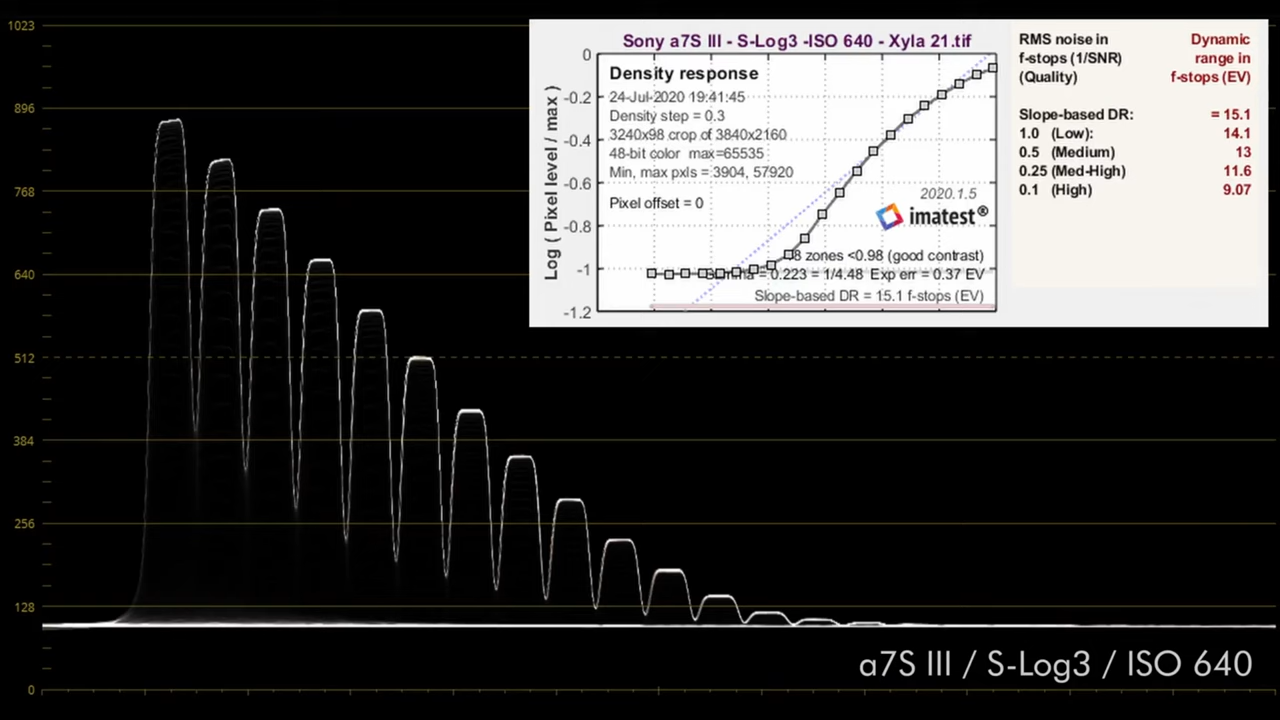 1023
896
768
640
512
384
256
128
0
Sony a7S III - S-Log3 -ISO 640 - Xyla 21.tif
Log ( Pixel level / max )
0
-0.2
-0.4
-0.6
-0.8
-1
-1.2
Density response
24-Jul-2020 19:41:45
Density step = 0.3
3240x98 crop of 3840x2160
48-bit color max=65535
Min, max pxls = 3904, 57920
Pixel offset = 0
2020.1.5
imatest®
8 zones <0.98 (good contrast)
= 0.223 = 1/4.48 Exp err = 0.37 EV
Slope-based DR = 15.1 f-stops (EV)
RMS noise in Dynamic
f-stops (1/SNR) range in
(Quality) f-stops (EV)
Slope-based DR: = 15.1
1.0 (Low): 14.1
0.5 (Medium) 13
0.25 (Med-High) 11.6
0.1 (High) 9.07
a7S III / S-Log3 / ISO 640